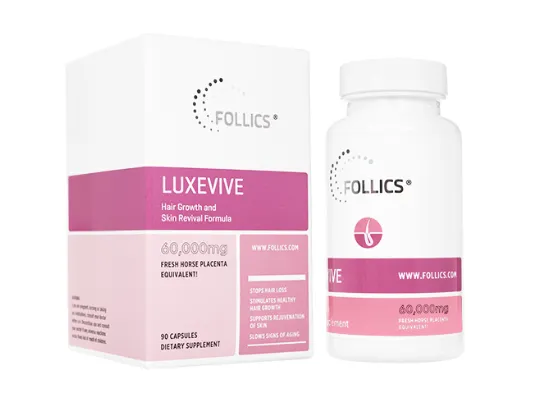 FOLLICS®
LUXEVIVE
Hair Growth and
Skin Revival Formula
60,000mg
FRESH HORSE PLACENTA
EQUIVALENT!
90 CAPSULES
DIETARY SUPPLEMENT
WWW.FOLLICS.COM
STOPS HAIR LOSS
STIMULATES HEALTHY
HAIR GROWTH
SUPPORTS REJUVENATION
OF SKIN
SLOWS SIGNS OF AGING
FOLLICS®
IVE
WWW.FOLLICS.COM
60,000mg
FRESH HORSE PLACENTA
EQUIVALENT!